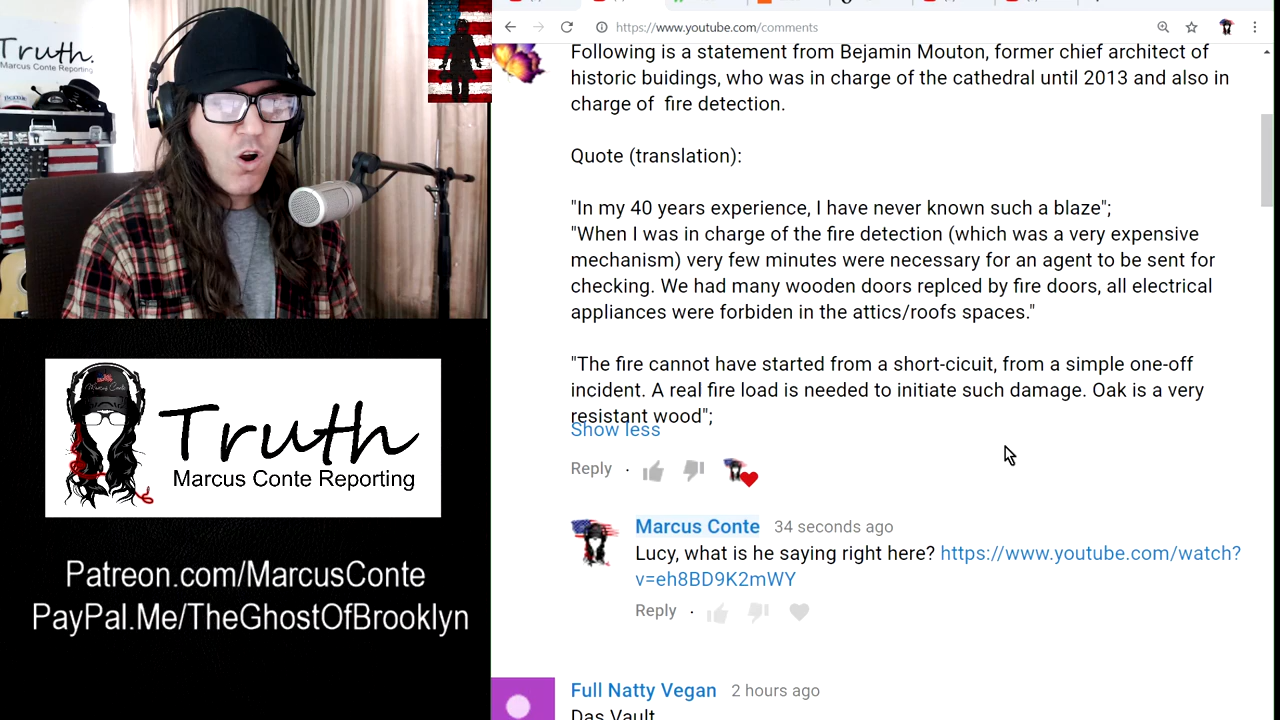 Truth.
Marcus Conte Reporting
Truth
Marcus Conte Reporting
Patreon.com/MarcusConte
PayPal.Me/TheGhostOfBrooklyn
https://www.youtube.com/comments
Following is a statement from Bejamin Mouton, former chief architect of
historic buidings, who was in charge of the cathedral until 2013 and also in
charge of fire detection.
Quote (translation):
"In my 40 years experience, I have never known such a blaze";
"When I was in charge of the fire detection (which was a very expensive
mechanism) very few minutes were necessary for an agent to be sent for
checking. We had many wooden doors replced by fire doors, all electrical
appliances were forbiden in the attics/roofs spaces."
"The fire cannot have started from a short-cicuit, from a simple one-off
incident. A real fire load is needed to initiate such damage. Oak is a very
resistant wood";
Show less
Reply
Marcus Conte 34 seconds ago
Lucy, what is he saying right here? https://www.youtube.com/watch?
v=eh8BD9K2mWY
Reply
Full Natty Vegan 2 hours ago
Das Vault